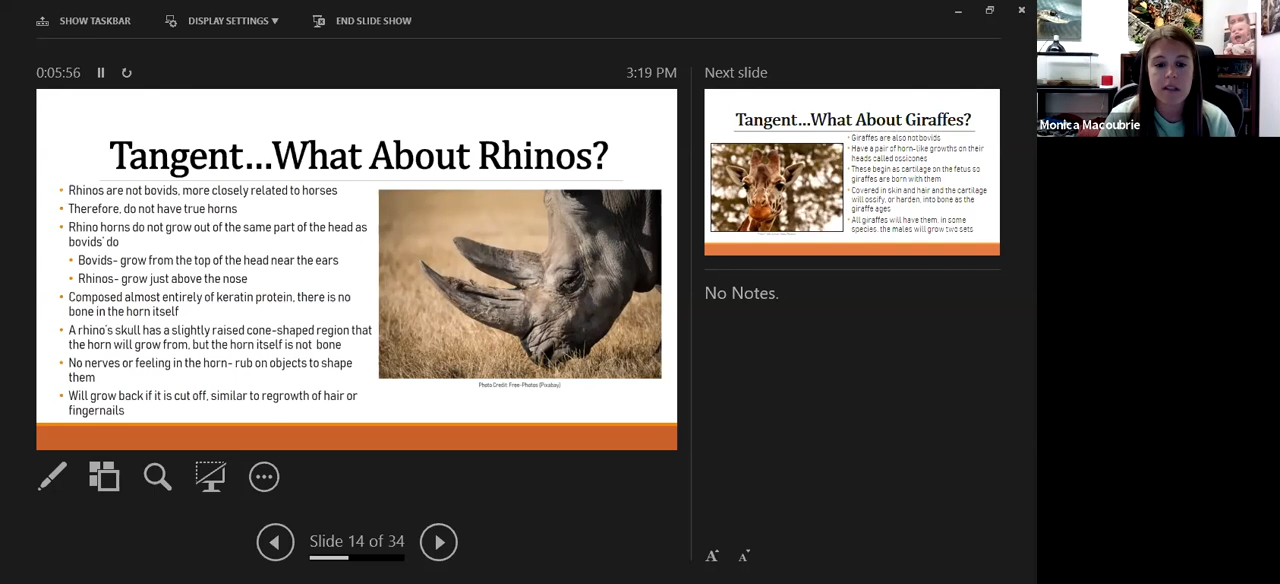 SHOW TASKBAR
DISPLAY SETTINGS ▼
END SLIDE SHOW
0:05:56
3:19 PM
Tangent...What About Rhinos?
• Rhinos are not bovids, more closely related to horses
• Therefore, do not have true horns
• Rhino horns do not grow out of the same part of the head as
bovids' do
• Bovids- grow from the top of the head near the ears
• Rhinos- grow just above the nose
• Composed almost entirely of keratin protein, there is no
bone in the horn itself
• A rhino's skull has a slightly raised cone-shaped region that
the horn will grow from, but the horn itself is not bone
• No nerves or feeling in the horn- rub on objects to shape
them
• Will grow back if it is cut off, similar to regrowth of hair or
fingernails
Photo Credit: Free-Photos (Pixabay)
Slide 14 of 34
Next slide
Tangent...What About Giraffes?
• Giraffes are also not bovids
• Have a pair of horn-like growths on their
heads called ossicones
• These begin as cartilage on the fetus so
giraffes are born with them
• Covered in skin and hair and the cartilage
will ossify, or harden, into bone as the
giraffe ages
• All giraffes will have them, in some
species, the males will grow two sets
No Notes.
A A
Monica Macoubrie